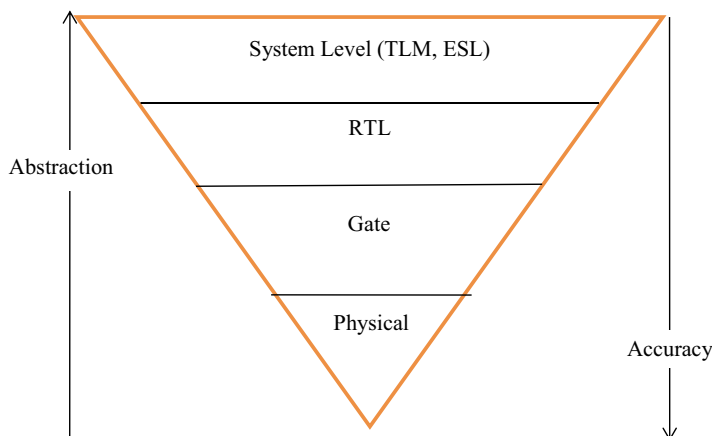 System Level (TLM, ESL)
RTL
Abstraction
Gate
Physical
Accuracy